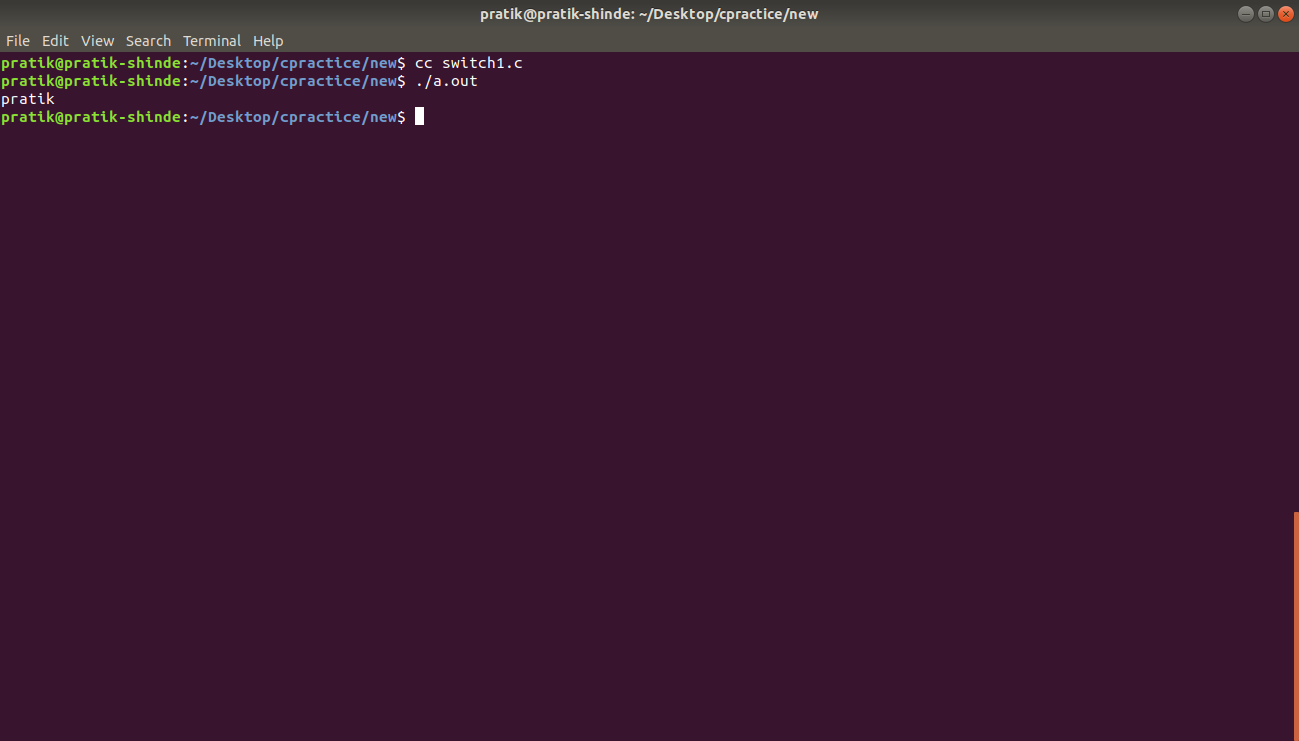 pratik@pratik-shinde: ~/Desktop/cpractice/new
File Edit View Search Terminal Help
pratik@pratik-shinde:~/Desktop/cpractice/new$ cc switch1.c
pratik@pratik-shinde:~/Desktop/cpractice/new$ ./a.out
pratik
pratik@pratik-shinde:~/Desktop/cpractice/new$